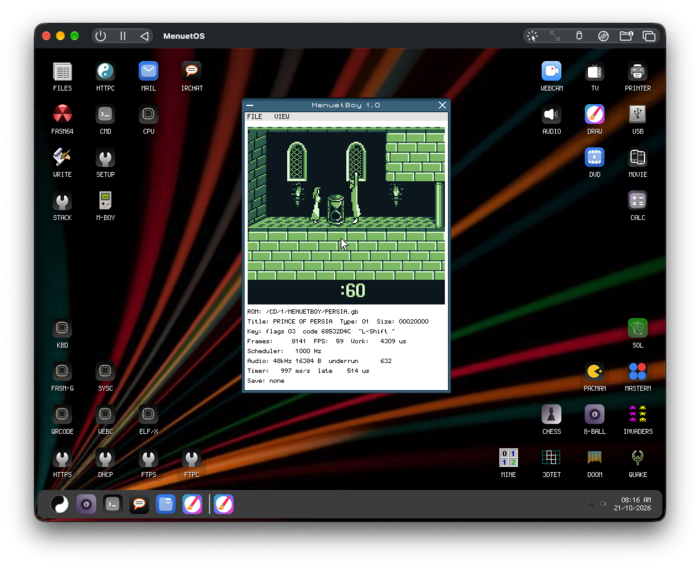 MenuetOS
FILES HTTPC MAIL IRCHAT WEBCAM TV PRINTER
FASM64 CMD CPU AUDIO DRAW USB
WRITE SETUP DVD MOVIE
STACK M-BOY CALC
MenuetBoy 1.0
FILE VIEW
:60
ROM: /CD/1/MENUETBOY/PERSIA.gb
Title: PRINCE OF PERSIA Type: 01 Size: 00020000
Key: flags 03 code 68532D4C "L-Shift "
Frames: 8141 FPS: 59 Work: 4309 us
Scheduler: 1000 Hz
Audio: 48kHz 16384 B underrun 632
Timer: 997 ms/s late 514 us
Save: none
KBD SOL
FASM-G SYSC PACMAN MASTERM
QRCODE WEBC ELF/X CHESS 8-BALL INVADERS
0 1
1 2
HTTPS DHCP FTPS FTPC MINE 3DTET DOOM QUAKE
08:16 AM
21/10/2026